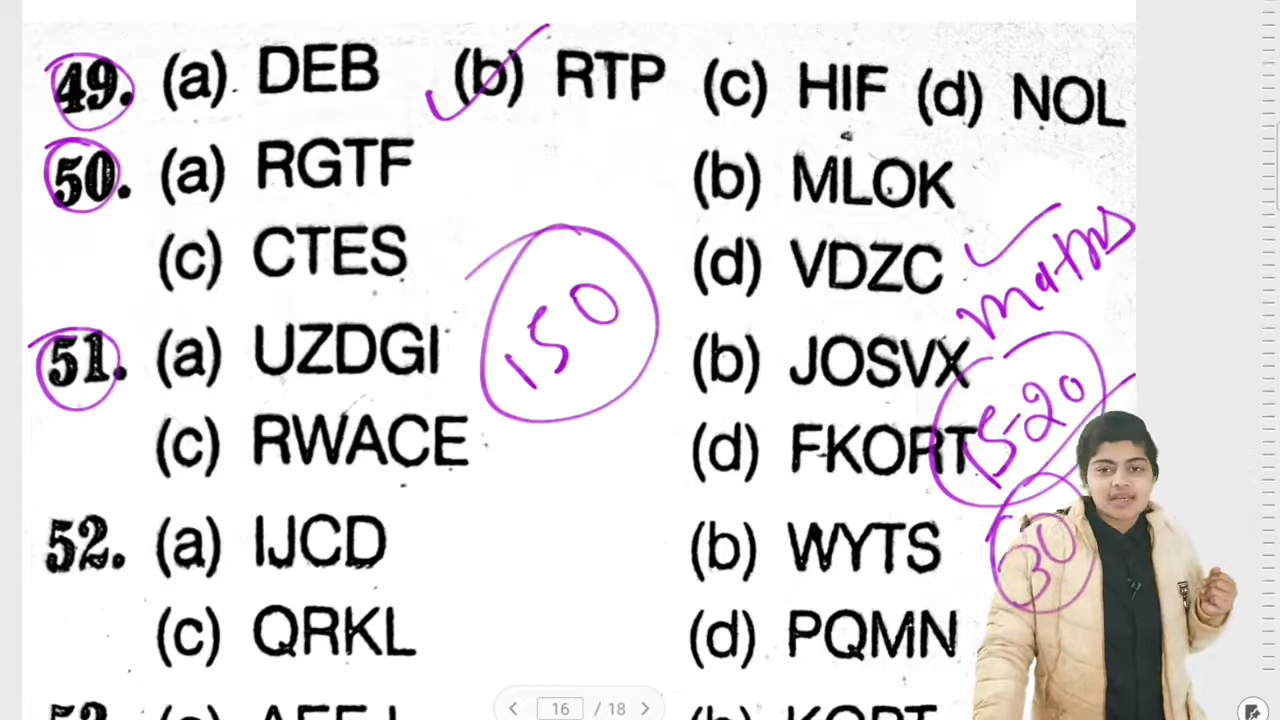 49. (a) DEB (b) RTP (c) HIF (d) NOL
50. (a) RGTF (b) MLOK
(c) CTES (d) VDZC
maths
150
51. (a) UZDGI (b) JOSVX
15-20
(c) RWACE (d) FKORT
52. (a) IJCD (b) WYTS
30
(c) QRKL (d) PQMN
16 / 18